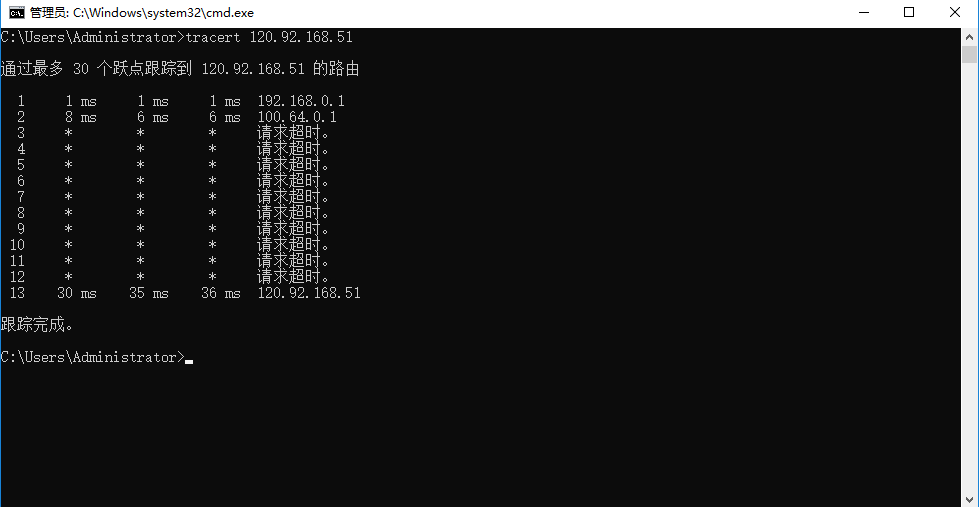 管理员: C:\Windows\system32\cmd.exe
C:\Users\Administrator>tracert 120.92.168.51
通过最多 30 个跃点跟踪到 120.92.168.51 的路由
1 1 ms 1 ms 1 ms 192.168.0.1
2 8 ms 6 ms 6 ms 100.64.0.1
3 * * * 请求超时。
4 * * * 请求超时。
5 * * * 请求超时。
6 * * * 请求超时。
7 * * * 请求超时。
8 * * * 请求超时。
9 * * * 请求超时。
10 * * * 请求超时。
11 * * * 请求超时。
12 * * * 请求超时。
13 30 ms 35 ms 36 ms 120.92.168.51
跟踪完成。
C:\Users\Administrator>